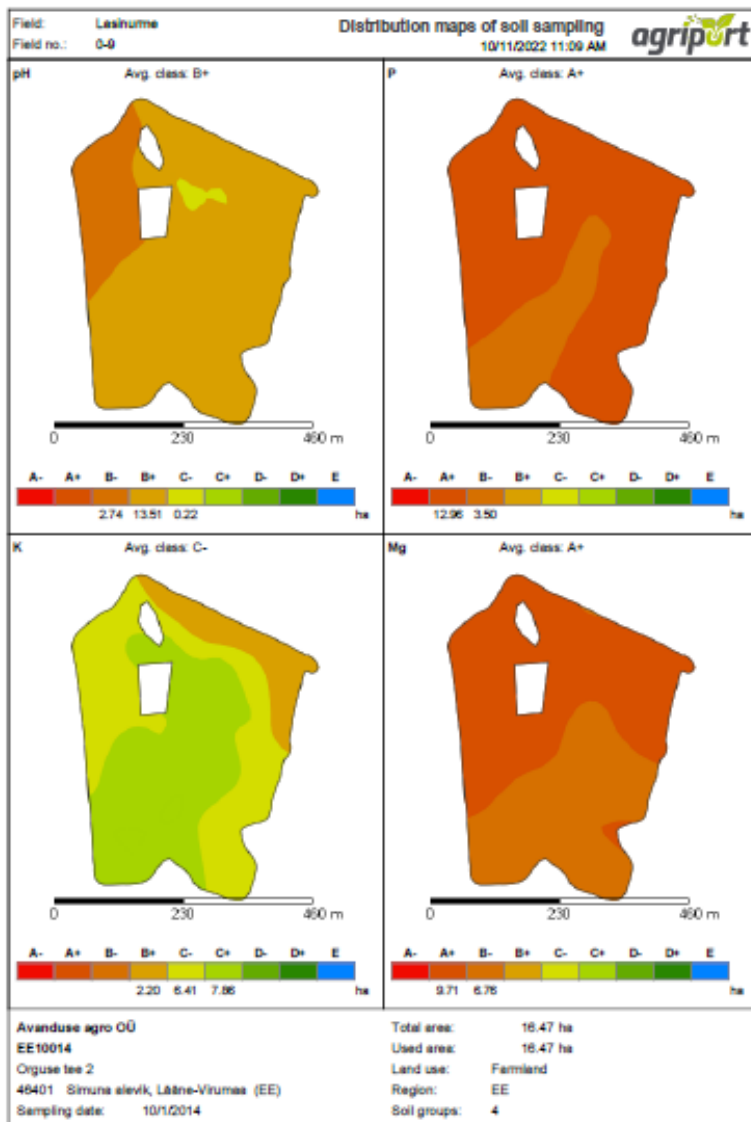 Field: Lasinurme
Field no.: 0-9
Distribution maps of soil sampling
10/11/2022 11:09 AM
agriport
pH Avg. class: B+
0 230 460 m
A- A+ B- B+ C- C+ D- D+ E
2.74 13.51 0.22 ha
P Avg. class: A+
0 230 460 m
A- A+ B- B+ C- C+ D- D+ E
12.96 3.50 ha
K Avg. class: C-
0 230 460 m
A- A+ B- B+ C- C+ D- D+ E
2.20 6.41 7.86 ha
Mg Avg. class: A+
0 230 460 m
A- A+ B- B+ C- C+ D- D+ E
9.71 6.76 ha
Avanduse agro OÜ
EE10014
Orguse tee 2
46401 Simuna alevik, Lääne-Virumaa (EE)
Sampling date: 10/1/2014
Total area: 16.47 ha
Used area: 16.47 ha
Land use: Farmland
Region: EE
Soil groups: 4